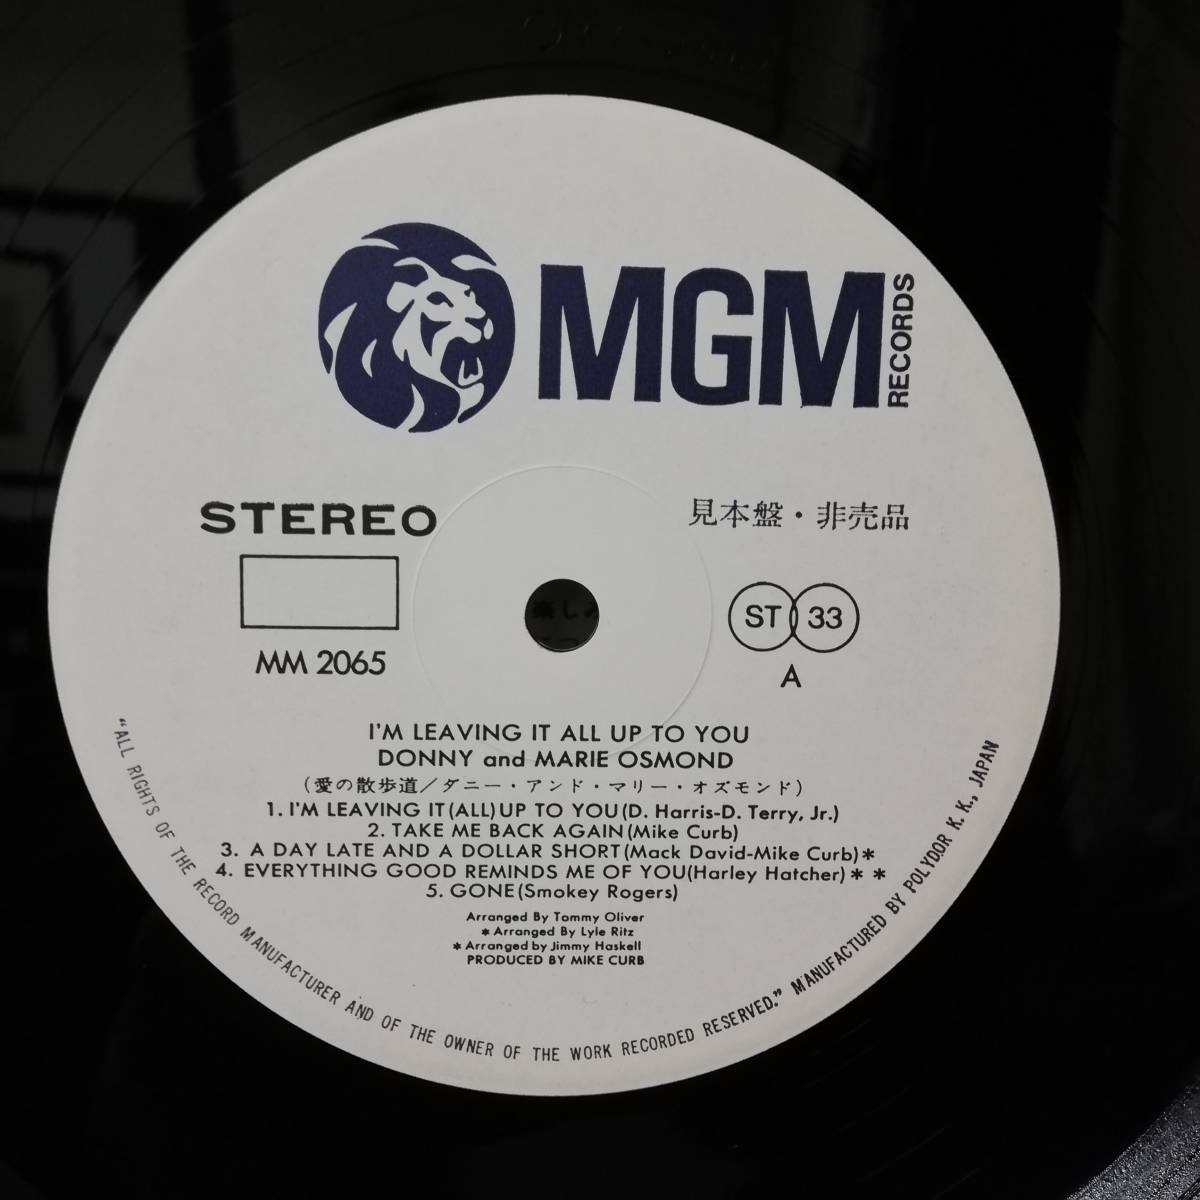 MGM
RECORDS
STEREO
見本盤・非売品
MM 2065
ST 33
A
楽し
I'M LEAVING IT ALL UP TO YOU
DONNY and MARIE OSMOND
(愛の散歩道/ダニー・アンド・マリー・オズモンド)
1. I'M LEAVING IT (ALL) UP TO YOU (D. Harris-D. Terry, Jr.)
2. TAKE ME BACK AGAIN (Mike Curb)
3. A DAY LATE AND A DOLLAR SHORT (Mack David-Mike Curb)*
4. EVERYTHING GOOD REMINDS ME OF YOU (Harley Hatcher)**
5. GONE (Smokey Rogers)
Arranged By Tommy Oliver
* Arranged By Lyle Ritz
* Arranged by Jimmy Haskell
PRODUCED BY MIKE CURB
"ALL RIGHTS OF THE RECORD MANUFACTURER AND OF THE OWNER OF THE WORK RECORDED RESERVED." MANUFACTURED BY POLYDOR K. K., JAPAN